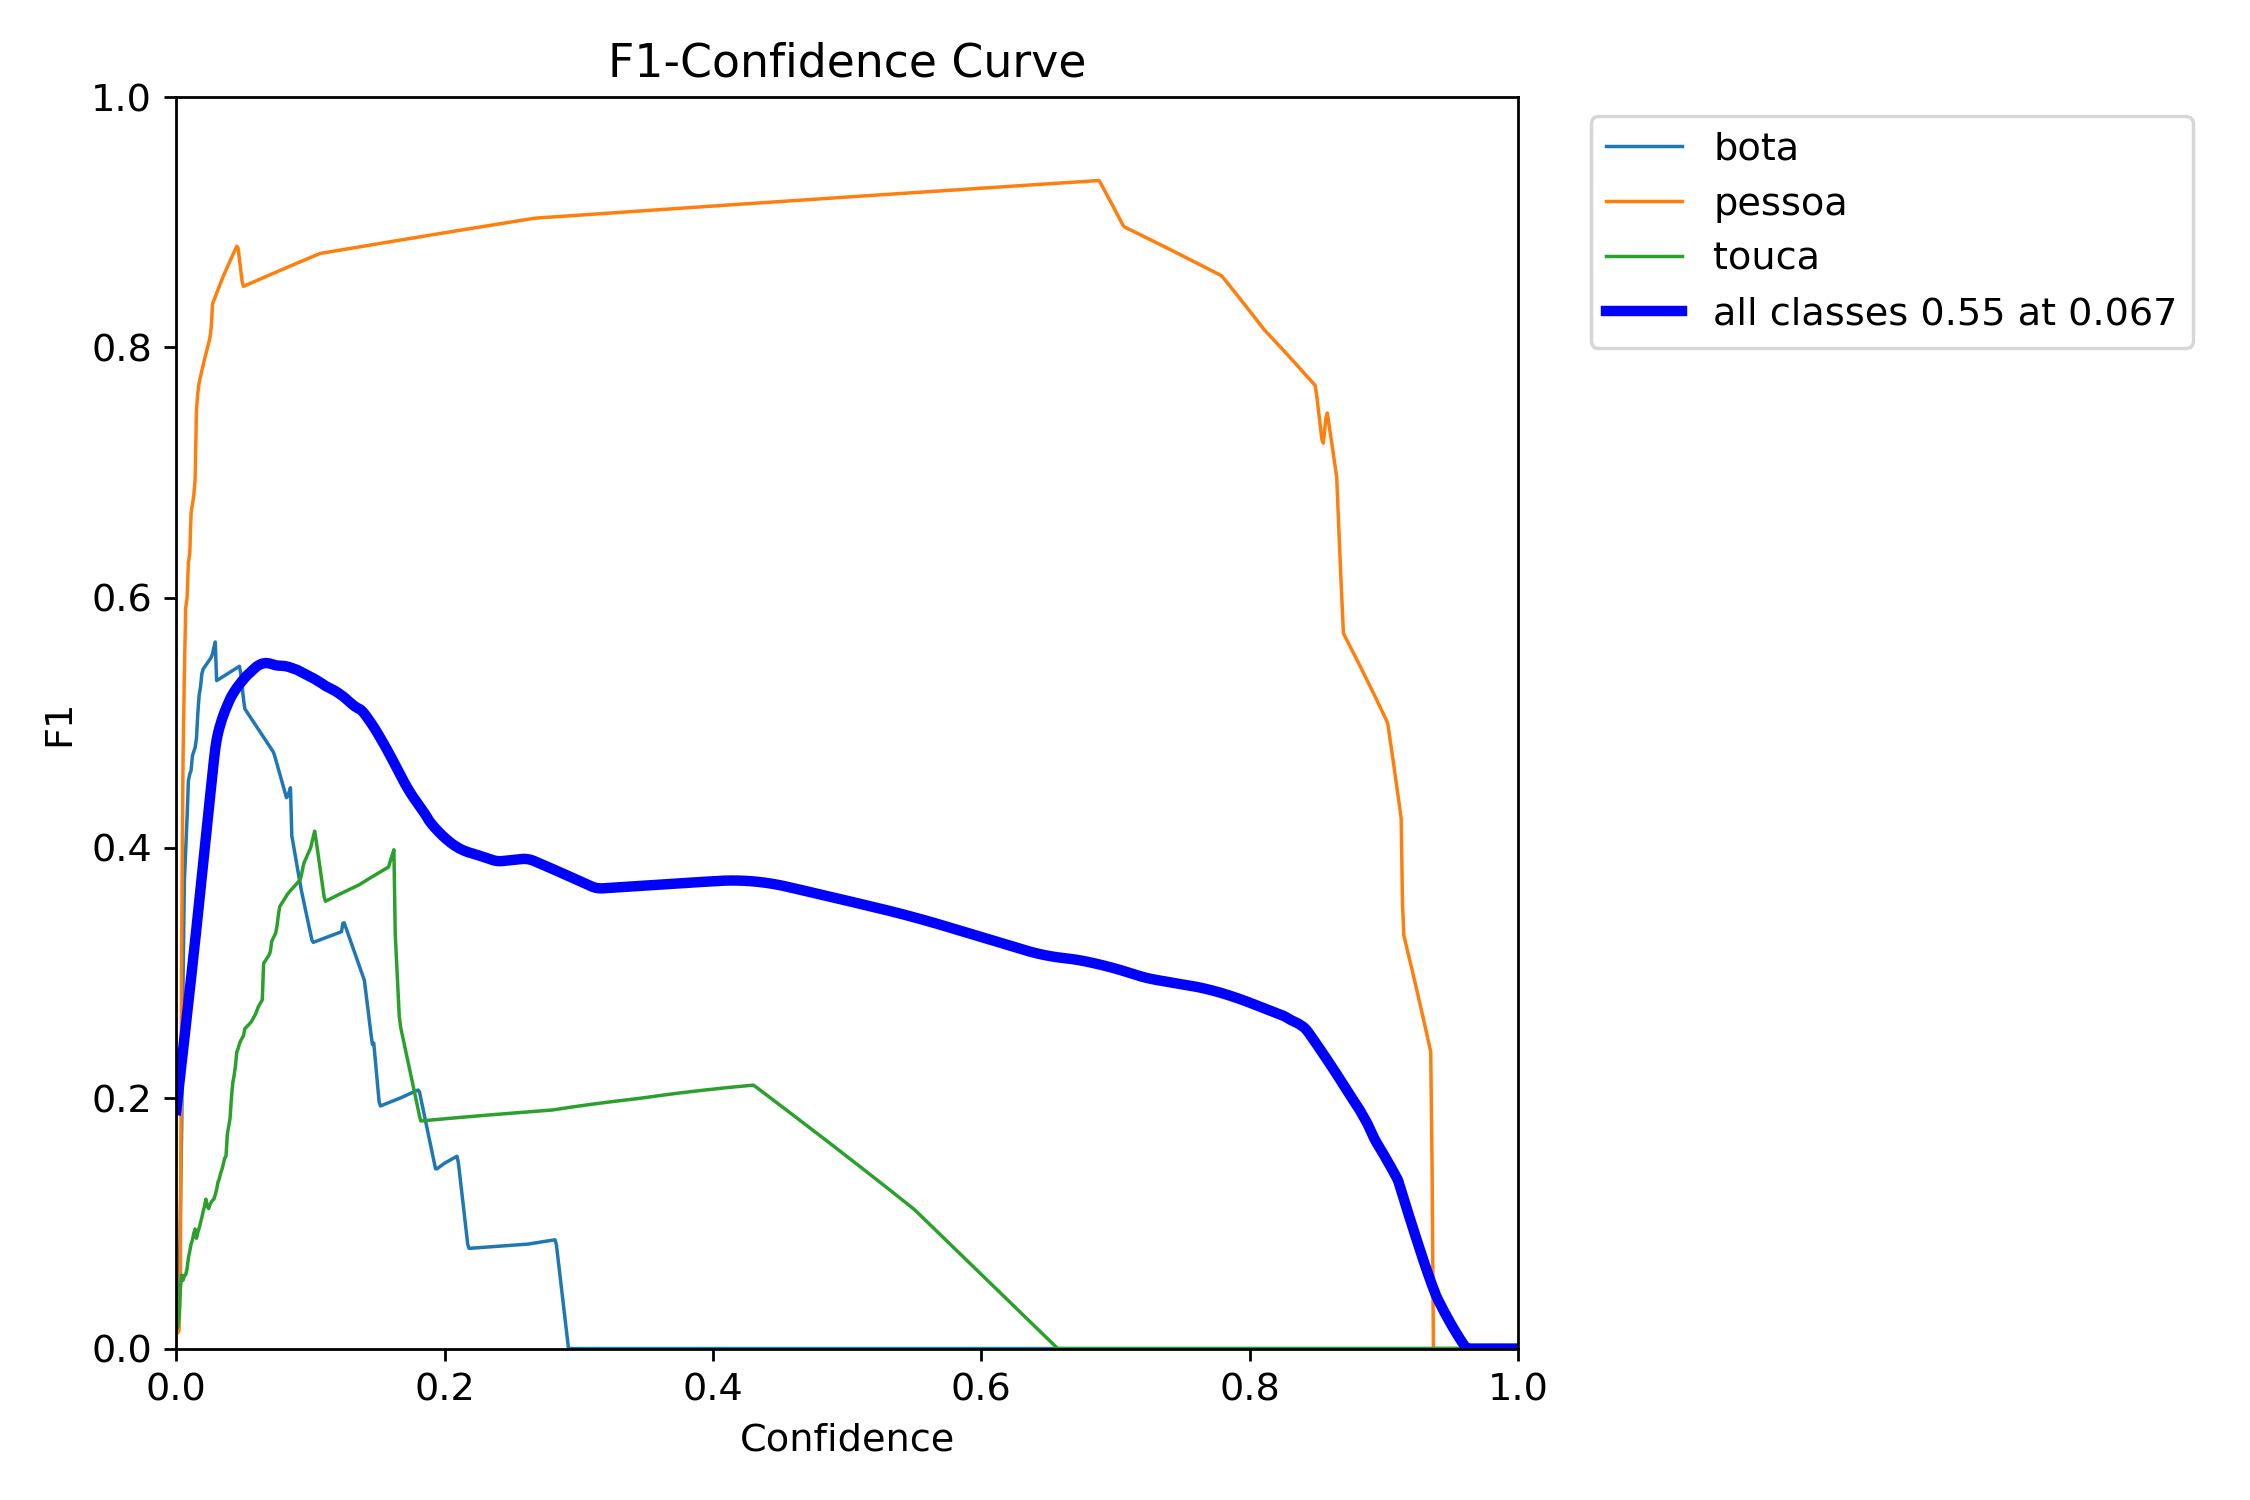 F1-Confidence Curve
1.0
0.8
0.6
0.4
0.2
0.0
F1
0.0 0.2 0.4 0.6 0.8 1.0
Confidence
bota
pessoa
touca
all classes 0.55 at 0.067